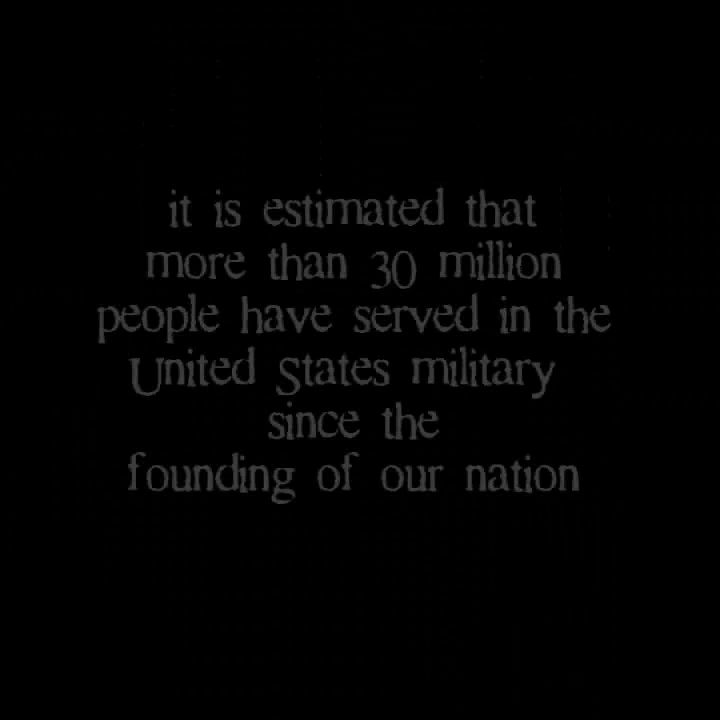 it is estimated that
more than 30 million
people have served in the
United States military
since the
founding of our nation